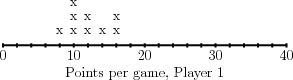 x
x x x
x x x x x
0 10 20 30 40
Points per game, Player 1